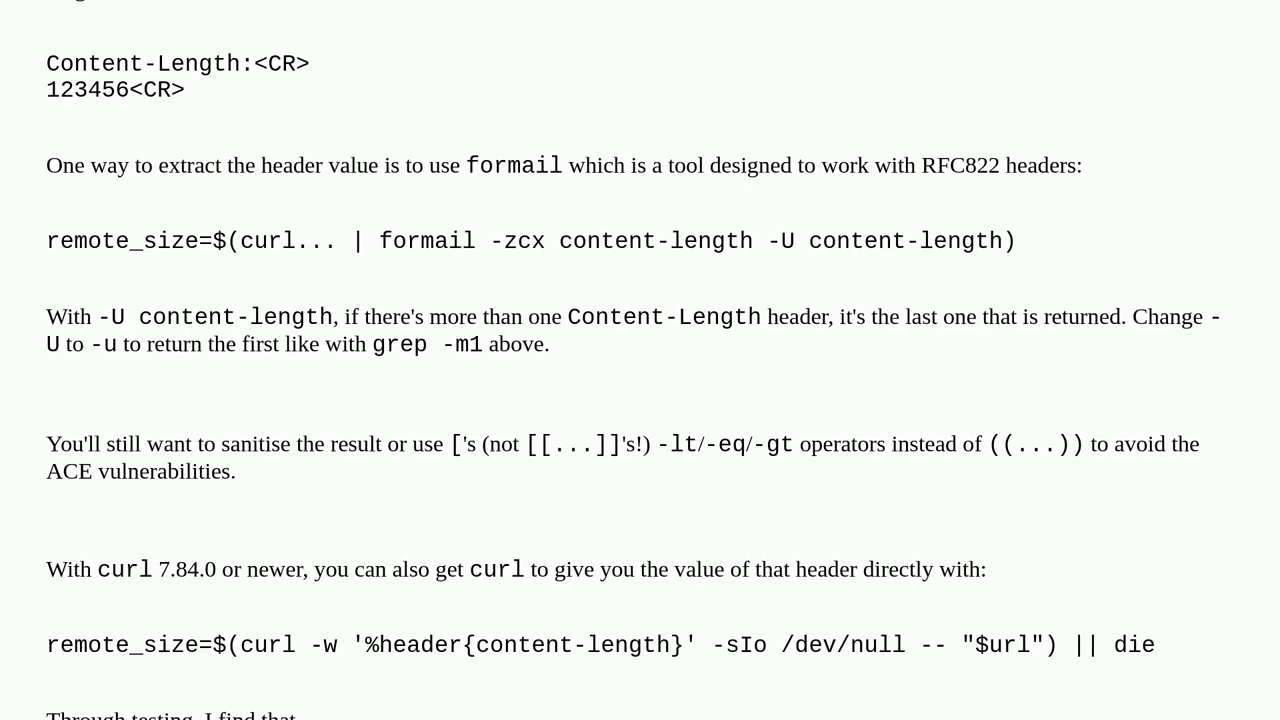 Content-Length:<CR>
123456<CR>
One way to extract the header value is to use formail which is a tool designed to work with RFC822 headers:
remote_size=$(curl... | formail -zcx content-length -U content-length)
With -U content-length, if there's more than one Content-Length header, it's the last one that is returned. Change -
U to -u to return the first like with grep -m1 above.
You'll still want to sanitise the result or use ['s (not [[...]]'s!) -lt/-eq/-gt operators instead of ((...)) to avoid the
ACE vulnerabilities.
With curl 7.84.0 or newer, you can also get curl to give you the value of that header directly with:
remote_size=$(curl -w '%header{content-length}' -sIo /dev/null -- "$url") || die
Through testing, I find that